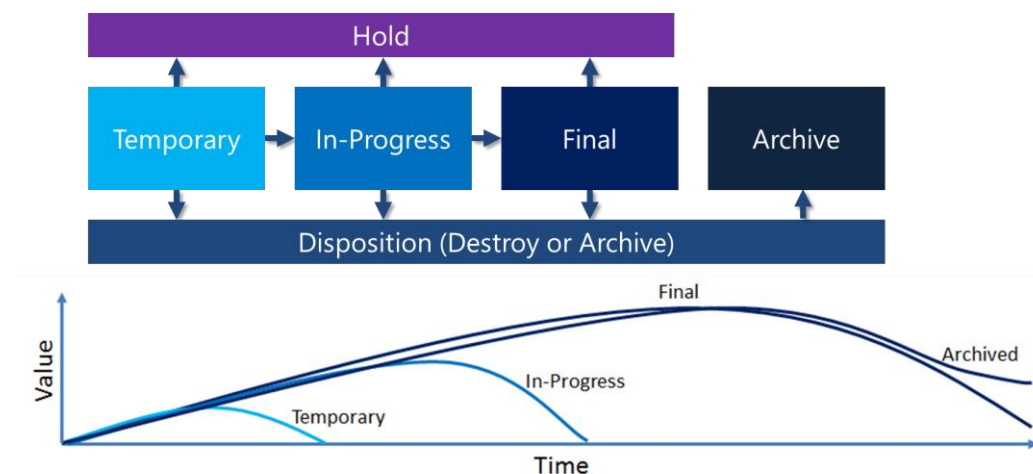 Hold
Temporary
In-Progress
Final
Archive
Disposition (Destroy or Archive)
Final
Archived
In-Progress
Temporary
Value
Time